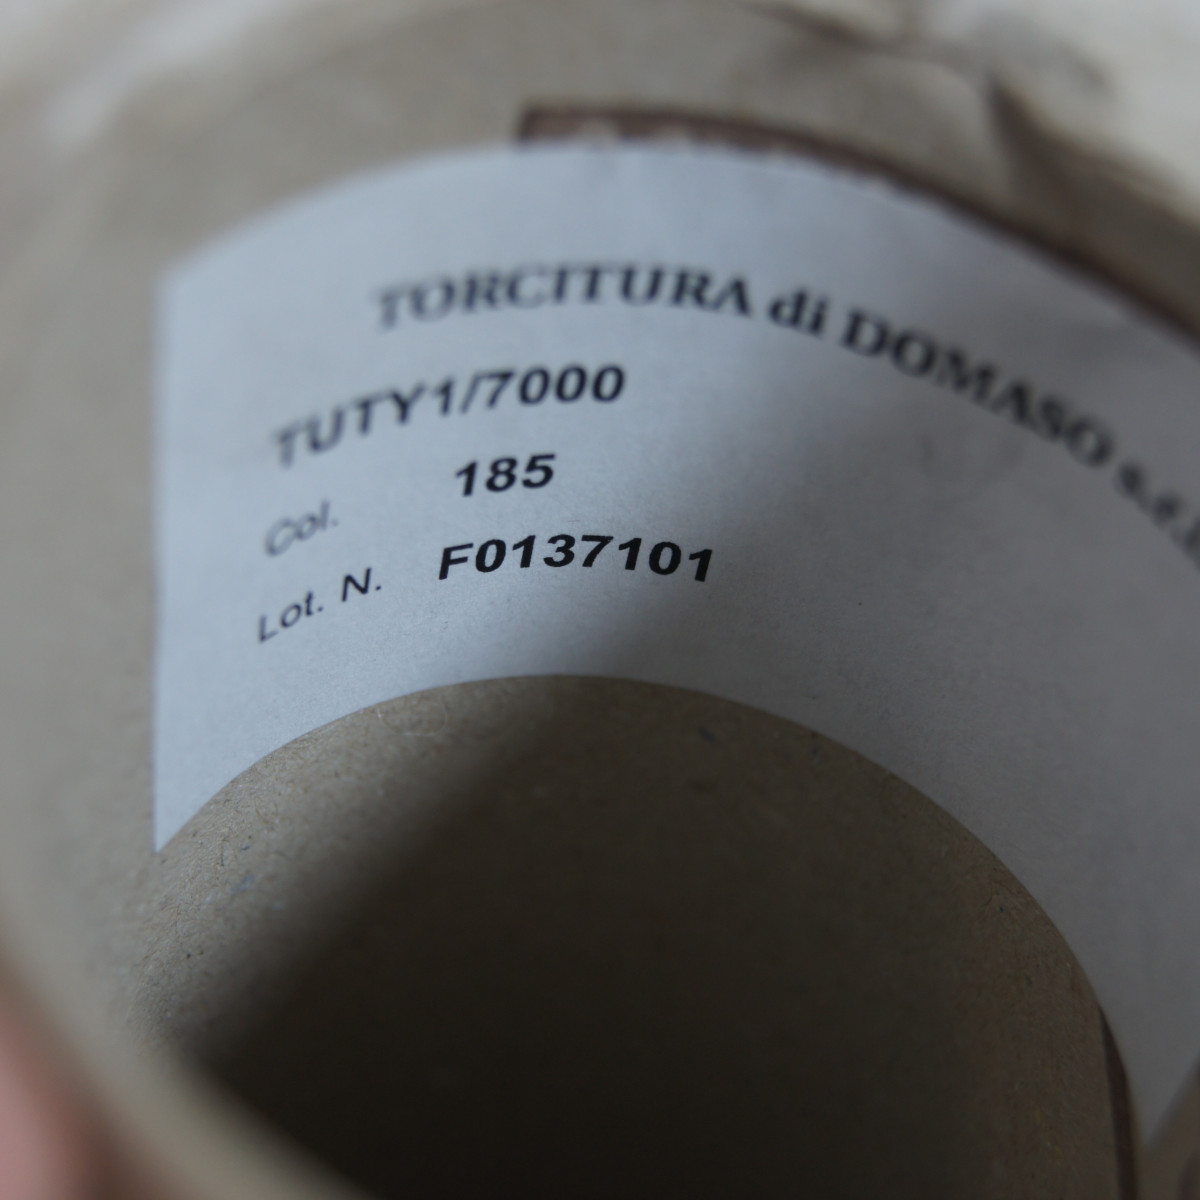 TORCITURA di DOMASO s.r.l.
TUTY1/7000
Col. 185
Lot. N. F0137101